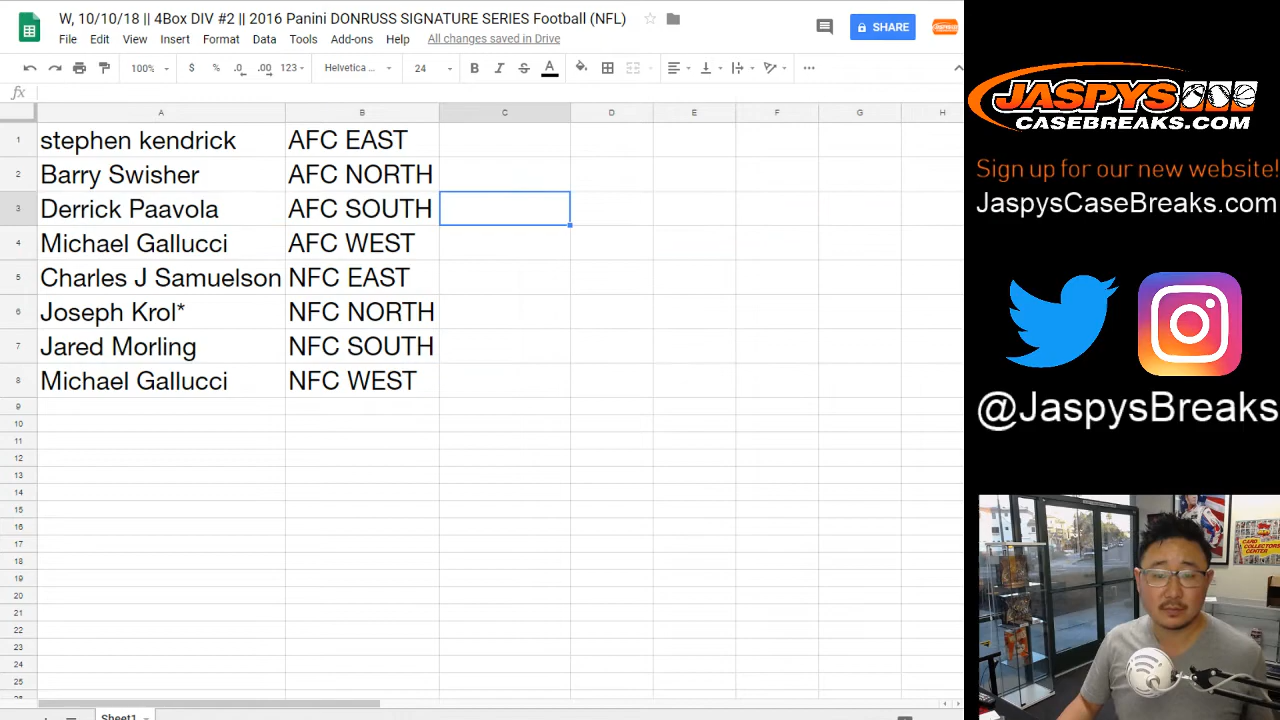 W, 10/10/18 || 4Box DIV #2 || 2016 Panini DONRUSS SIGNATURE SERIES Football (NFL)
SHARE
File Edit View Insert Format Data Tools Add-ons Help All changes saved in Drive
100% $ % .0 .00 123 Helvetica ... 24 B I S A
fx
A B C D E F G H
1 stephen kendrick AFC EAST
2 Barry Swisher AFC NORTH
3 Derrick Paavola AFC SOUTH
4 Michael Gallucci AFC WEST
5 Charles J Samuelson NFC EAST
6 Joseph Krol* NFC NORTH
7 Jared Morling NFC SOUTH
8 Michael Gallucci NFC WEST
9
10
11
12
13
14
15
16
17
18
19
20
21
22
23
24
25
Sheet1
JASPYS
CASEBREAKS.COM
Sign up for our new website!
JaspysCaseBreaks.com
@JaspysBreaks
CARD
COLLECTORS
CENTER